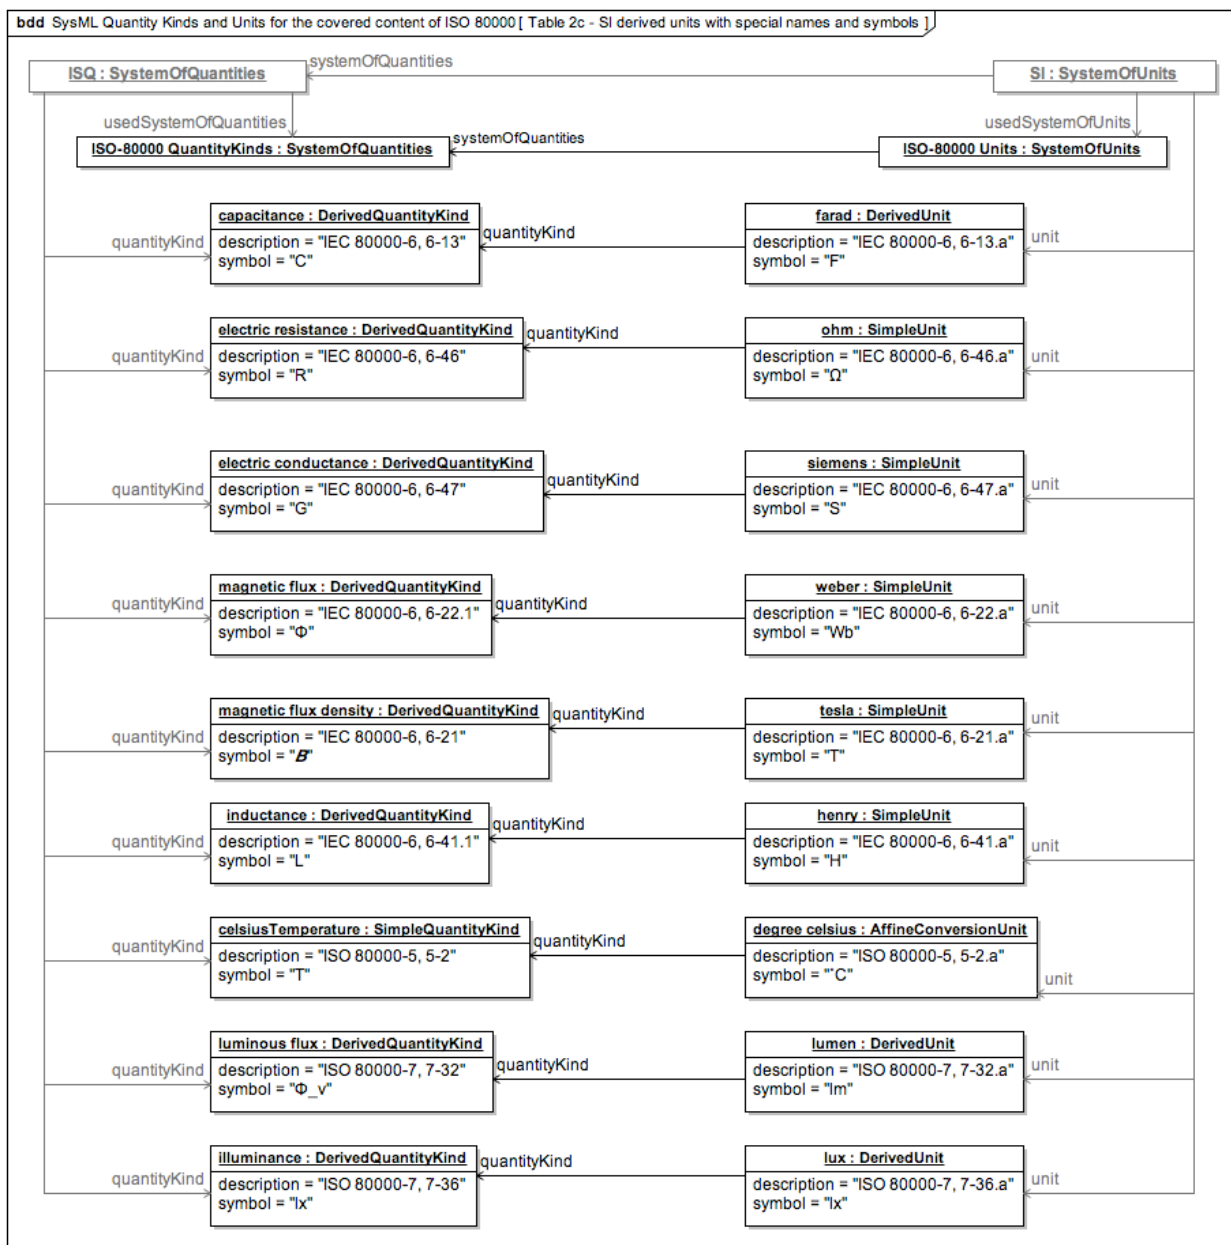 bdd SysML Quantity Kinds and Units for the covered content of ISO 80000 [ Table 2c - SI derived units with special names and symbols ]
systemOfQuantities
ISQ : SystemOfQuantities
SI : SystemOfUnits
usedSystemOfQuantities
usedSystemOfUnits
systemOfQuantities
ISO-80000 QuantityKinds : SystemOfQuantities
ISO-80000 Units : SystemOfUnits
capacitance : DerivedQuantityKind
description = "IEC 80000-6, 6-13"
symbol = "C"
quantityKind
quantityKind
farad : DerivedUnit
description = "IEC 80000-6, 6-13.a"
symbol = "F"
unit
electric resistance : DerivedQuantityKind
description = "IEC 80000-6, 6-46"
symbol = "R"
quantityKind
quantityKind
ohm : SimpleUnit
description = "IEC 80000-6, 6-46.a"
symbol = "Ω"
unit
electric conductance : DerivedQuantityKind
description = "IEC 80000-6, 6-47"
symbol = "G"
quantityKind
quantityKind
siemens : SimpleUnit
description = "IEC 80000-6, 6-47.a"
symbol = "S"
unit
magnetic flux : DerivedQuantityKind
description = "IEC 80000-6, 6-22.1"
symbol = "Φ"
quantityKind
quantityKind
weber : SimpleUnit
description = "IEC 80000-6, 6-22.a"
symbol = "Wb"
unit
magnetic flux density : DerivedQuantityKind
description = "IEC 80000-6, 6-21"
symbol = "B"
quantityKind
quantityKind
tesla : SimpleUnit
description = "IEC 80000-6, 6-21.a"
symbol = "T"
unit
inductance : DerivedQuantityKind
description = "IEC 80000-6, 6-41.1"
symbol = "L"
quantityKind
quantityKind
henry : SimpleUnit
description = "IEC 80000-6, 6-41.a"
symbol = "H"
unit
celsiusTemperature : SimpleQuantityKind
description = "ISO 80000-5, 5-2"
symbol = "T"
quantityKind
quantityKind
degree celsius : AffineConversionUnit
description = "ISO 80000-5, 5-2.a"
symbol = "˚C"
unit
luminous flux : DerivedQuantityKind
description = "ISO 80000-7, 7-32"
symbol = "Φ_v"
quantityKind
quantityKind
lumen : DerivedUnit
description = "ISO 80000-7, 7-32.a"
symbol = "lm"
unit
illuminance : DerivedQuantityKind
description = "ISO 80000-7, 7-36"
symbol = "lx"
quantityKind
quantityKind
lux : DerivedUnit
description = "ISO 80000-7, 7-36.a"
symbol = "lx"
unit